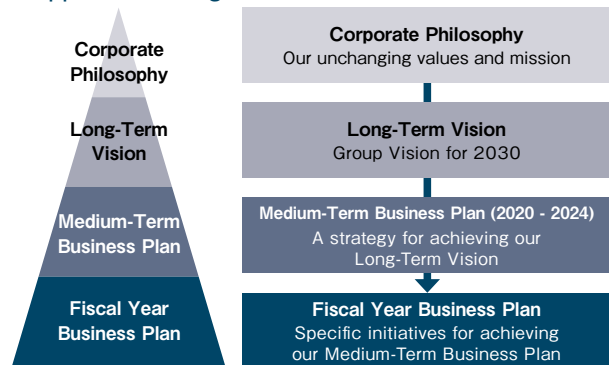 Corporate
Philosophy
Long-Term
Vision
Medium-Term
Business Plan
Fiscal Year
Business Plan
Corporate Philosophy
Our unchanging values and mission
Long-Term Vision
Group Vision for 2030
Medium-Term Business Plan (2020 - 2024)
A strategy for achieving our
Long-Term Vision
Fiscal Year Business Plan
Specific initiatives for achieving
our Medium-Term Business Plan